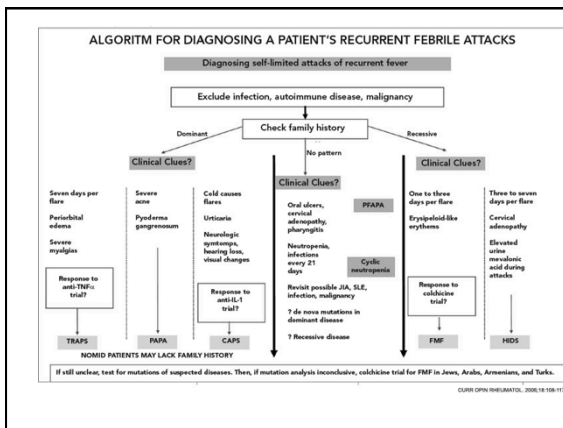 ALGORITM FOR DIAGNOSING A PATIENT'S RECURRENT FEBRILE ATTACKS
Diagnosing self-limited attacks of recurrent fever
Exclude infection, autoimmune disease, malignancy
Check family history
Dominant
No pattern
Recessive
Clinical Clues?
Seven days per
flare
Periorbital
edema
Severe
myalgias
Response to
anti-TNFα
trial?
TRAPS
Severe
acne
Pyoderma
gangrenosum
PAPA
Cold causes
flares
Urticaria
Neurologic
symtemps,
hearing loss,
visual changes
Response to
anti-IL-1
trial?
CAPS
NOMID PATIENTS MAY LACK FAMILY HISTORY
Clinical Clues?
Oral ulcers,
cervical
adenopathy,
pharyngitis
PFAPA
Neutropenia,
infections
every 21
days
Cyclic
neutropenia
Revisit possible JIA, SLE,
infection, malignancy
? de nova mutations in
dominant disease
? Recessive disease
Clinical Clues?
One to three
days per flare
Erysipeloid-like
erythems
Response to
colchicine
trial?
FMF
Three to seven
days per flare
Cervical
adenopathy
Elevated
urine
mevalonic
acid during
attacks
HIDS
If still unclear, test for mutations of suspected diseases. Then, if mutation analysis inconclusive, colchicine trial for FMF in Jews, Arabs, Armenians, and Turks.
CURR OPIN RHEUMATOL.